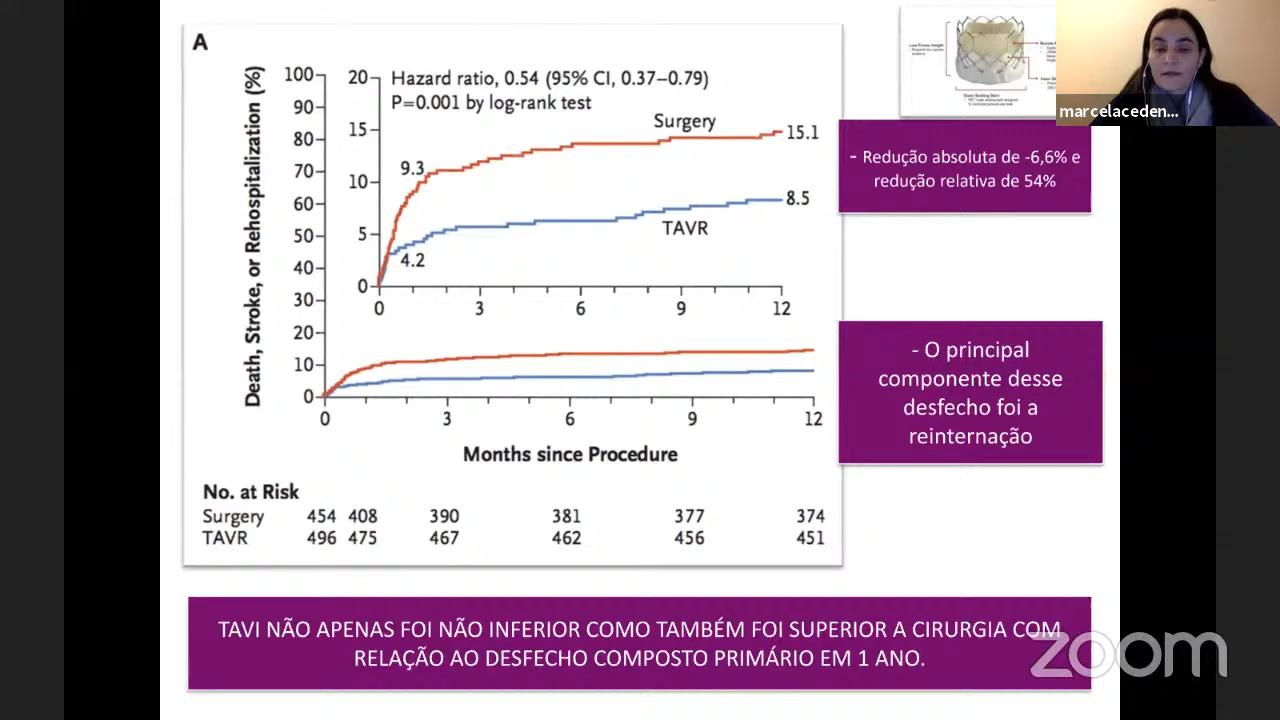 A
Death, Stroke, or Rehospitalization (%)
100
90
80
70
60
50
40
30
20
10
0
20
15
10
5
0
Hazard ratio, 0.54 (95% CI, 0.37–0.79)
P=0.001 by log-rank test
Surgery
15.1
9.3
8.5
TAVR
4.2
0 3 6 9 12
0 3 6 9 12
Months since Procedure
No. at Risk
Surgery 454 408 390 381 377 374
TAVR 496 475 467 462 456 451
marcelaceden...
- Redução absoluta de -6,6% e
redução relativa de 54%
- O principal
componente desse
desfecho foi a
reinternação
TAVI NÃO APENAS FOI NÃO INFERIOR COMO TAMBÉM FOI SUPERIOR A CIRURGIA COM
RELAÇÃO AO DESFECHO COMPOSTO PRIMÁRIO EM 1 ANO.
zoom